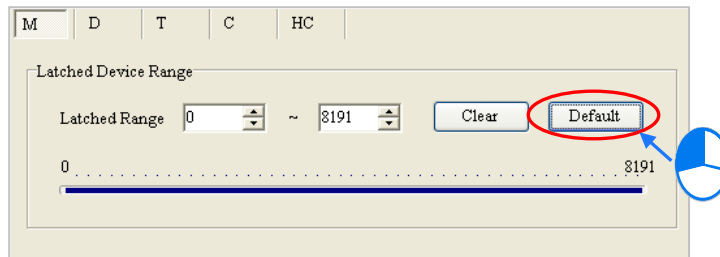 M D T C HC
Latched Device Range
Latched Range 0 ~ 8191 Clear Default
0 8191